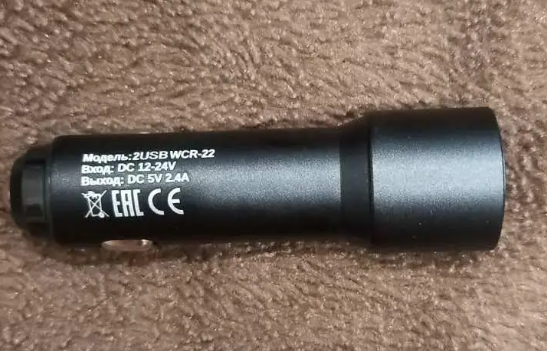 Модель: 2USB WCR-22
Вход: DC 12-24V
Выход: DC 5V 2.4A
EAC CE